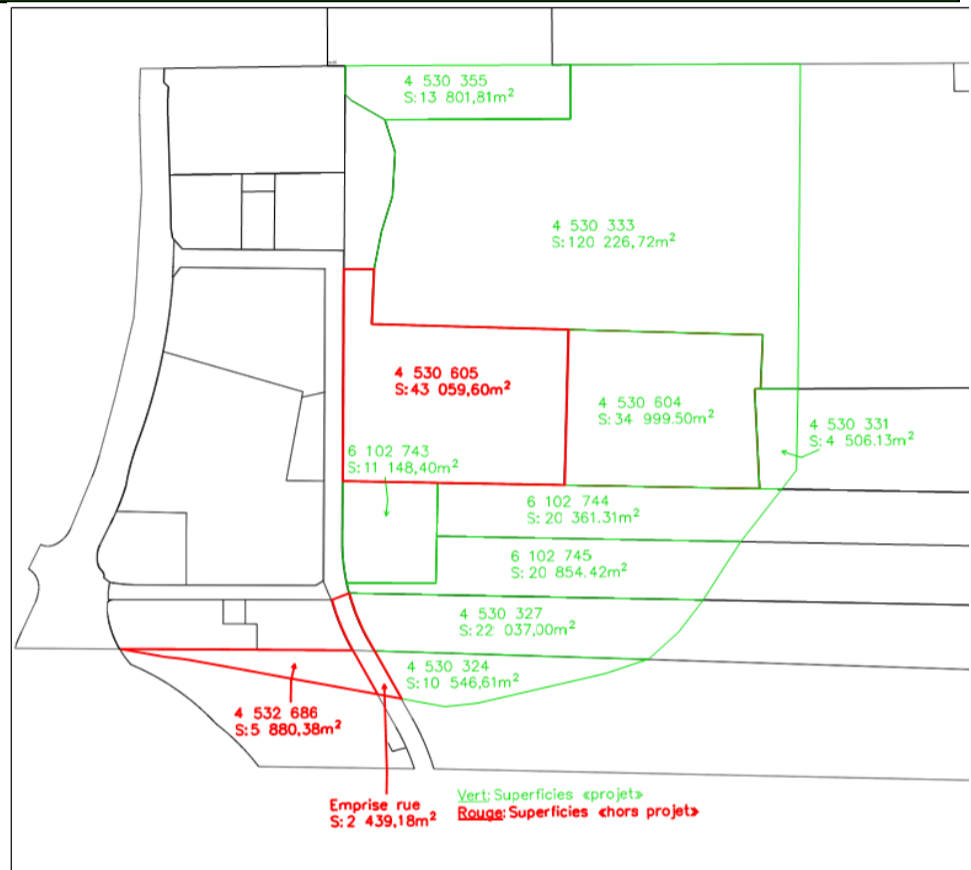 4 530 355
S:13 801,81m²
4 530 333
S:120 226,72m²
4 530 605
S:43 059,60m²
4 530 604
S:34 999.50m²
4 530 331
S:4 506.13m²
6 102 743
S:11 148,40m²
6 102 744
S:20 361.31m²
6 102 745
S:20 854.42m²
4 530 327
S:22 037,00m²
4 530 324
S:10 546,61m²
4 532 686
S:5 880,38m²
Emprise rue
S:2 439,18m²
Vert: Superficies «projet»
Rouge: Superficies «hors projet»